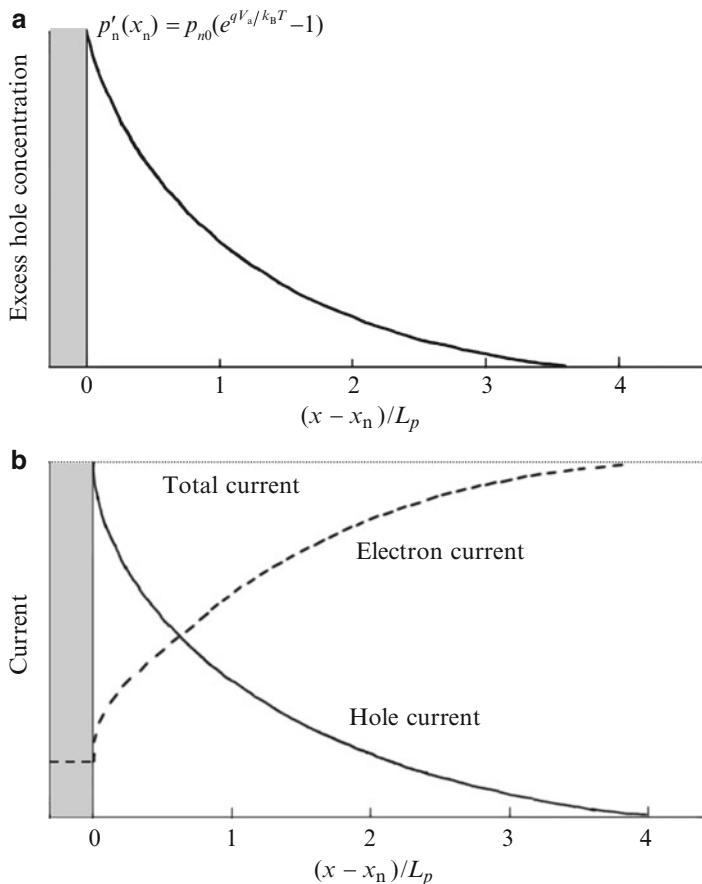 a
p′ₙ(xₙ) = pₙ₀(e^{qVₐ/k_BT} −1)
Excess hole concentration
0 1 2 3 4
(x − xₙ)/Lₚ
b
Total current
Electron current
Current
Hole current
0 1 2 3 4
(x − xₙ)/Lₚ